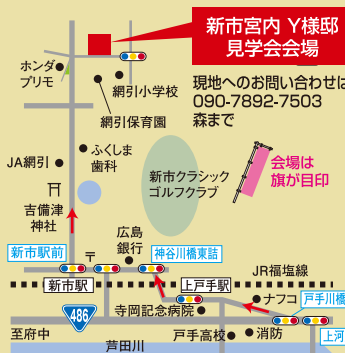 新市宮内 Y様邸
見学会会場
ホンダ
プリモ
網引小学校
現地へのお問い合わせは
090-7892-7503
森まで
網引保育園
ふくしま
歯科
JA網引
新市クラシック
ゴルフクラブ
会場は
旗が目印
吉備津
神社
広島
銀行
新市駅前
〒
神谷川橋東詰
JR福塩線
新市駅
上戸手駅
ナフコ
戸手川橋
486
寺岡記念病院
至府中
戸手高校
消防
上河
芦田川